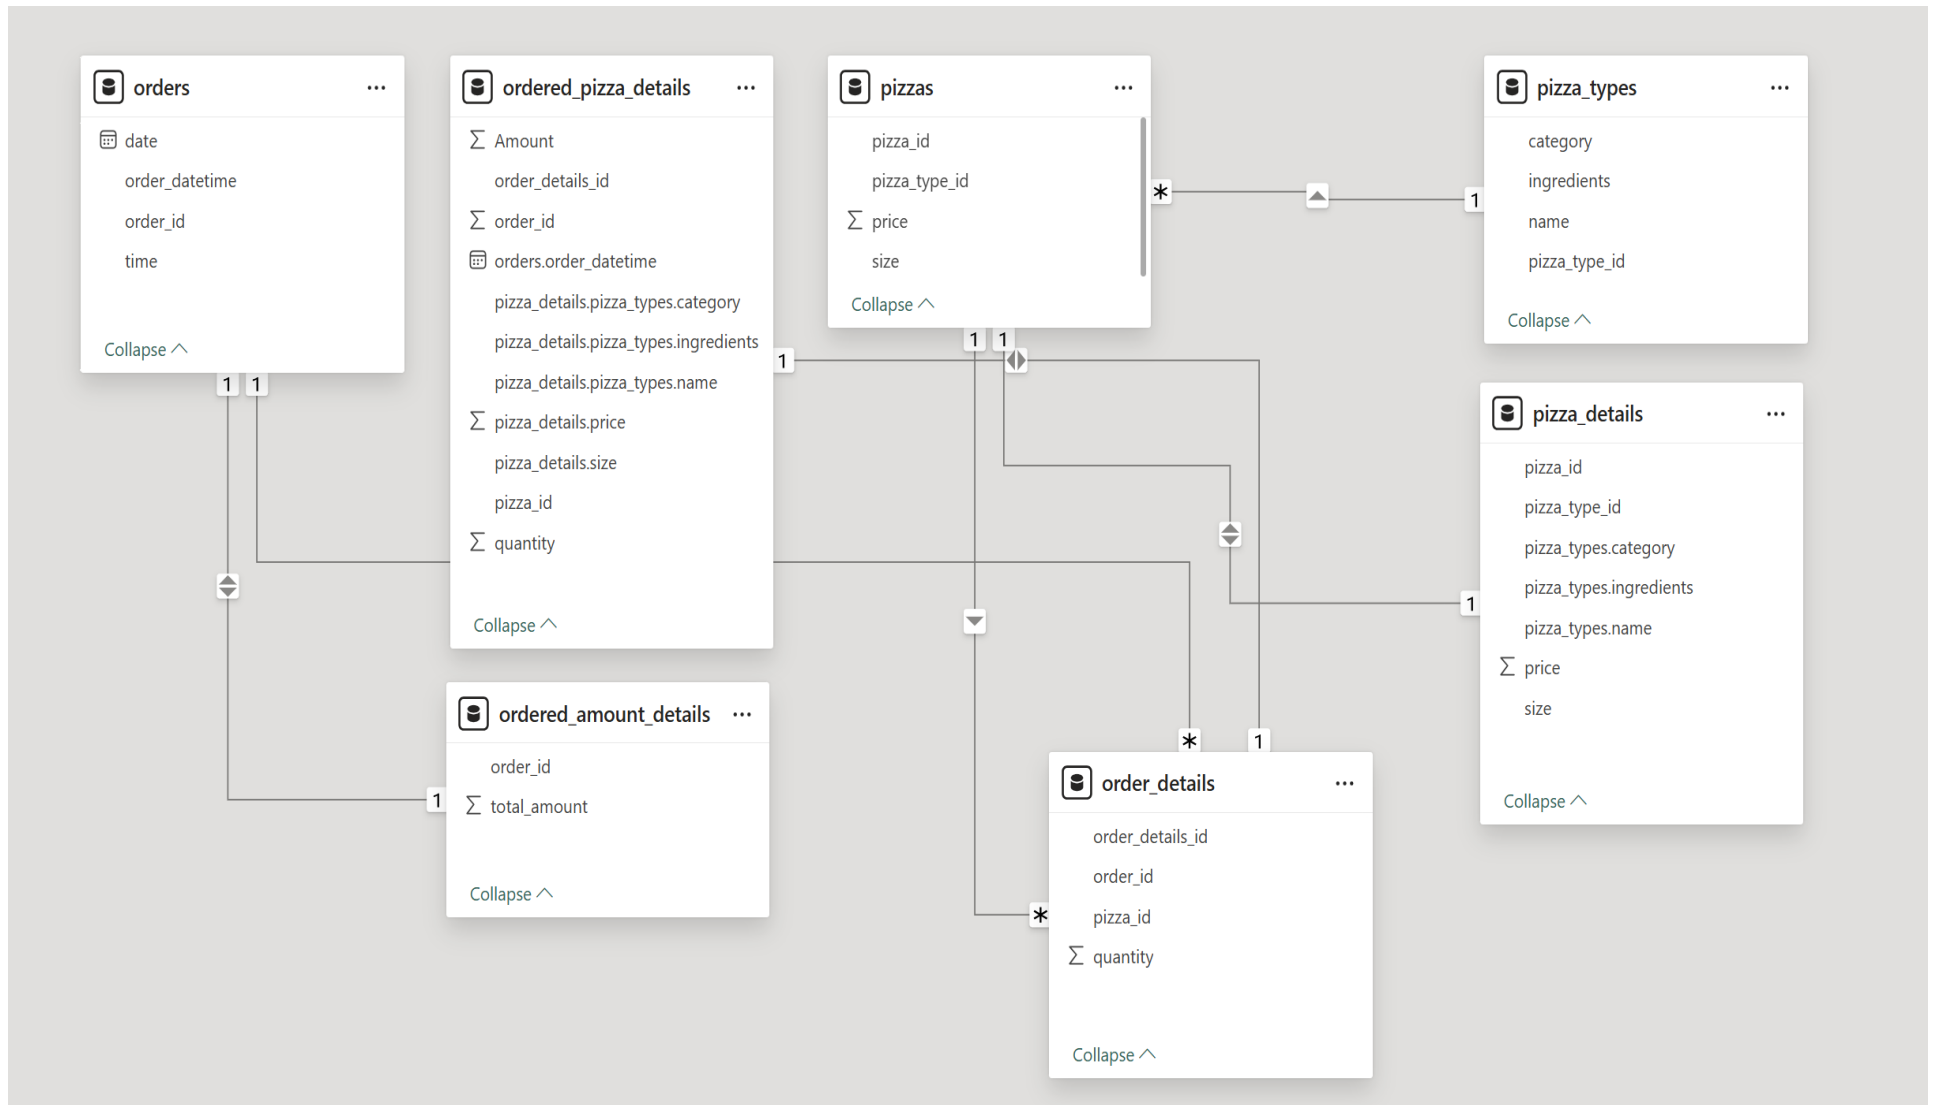 orders
date
order_datetime
order_id
time
Collapse
ordered_pizza_details
Σ Amount
order_details_id
Σ order_id
orders.order_datetime
pizza_details.pizza_types.category
pizza_details.pizza_types.ingredients
pizza_details.pizza_types.name
Σ pizza_details.price
pizza_details.size
pizza_id
Σ quantity
Collapse
pizzas
pizza_id
pizza_type_id
Σ price
size
Collapse
pizza_types
category
ingredients
name
pizza_type_id
Collapse
* 1
1 1
1
1 1
pizza_details
pizza_id
pizza_type_id
pizza_types.category
pizza_types.ingredients
pizza_types.name
Σ price
size
Collapse
1
ordered_amount_details
order_id
Σ total_amount
Collapse
1
* 1
order_details
order_details_id
order_id
pizza_id
Σ quantity
Collapse
*